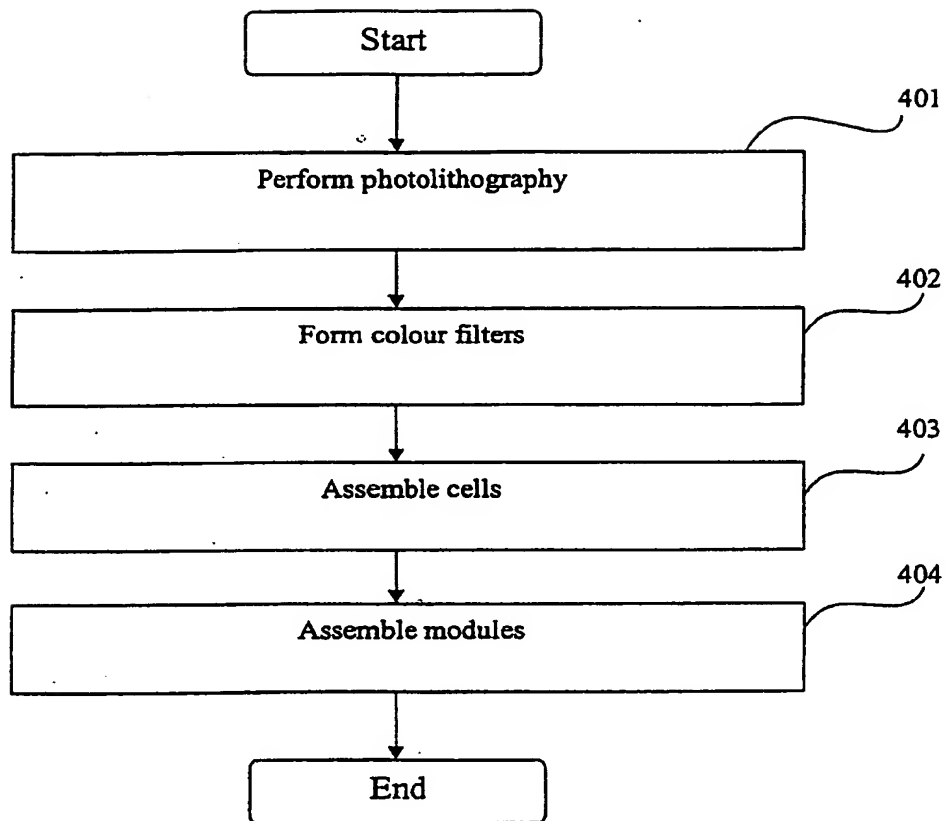 Start
401
Perform photolithography
402
Form colour filters
403
Assemble cells
404
Assemble modules
End